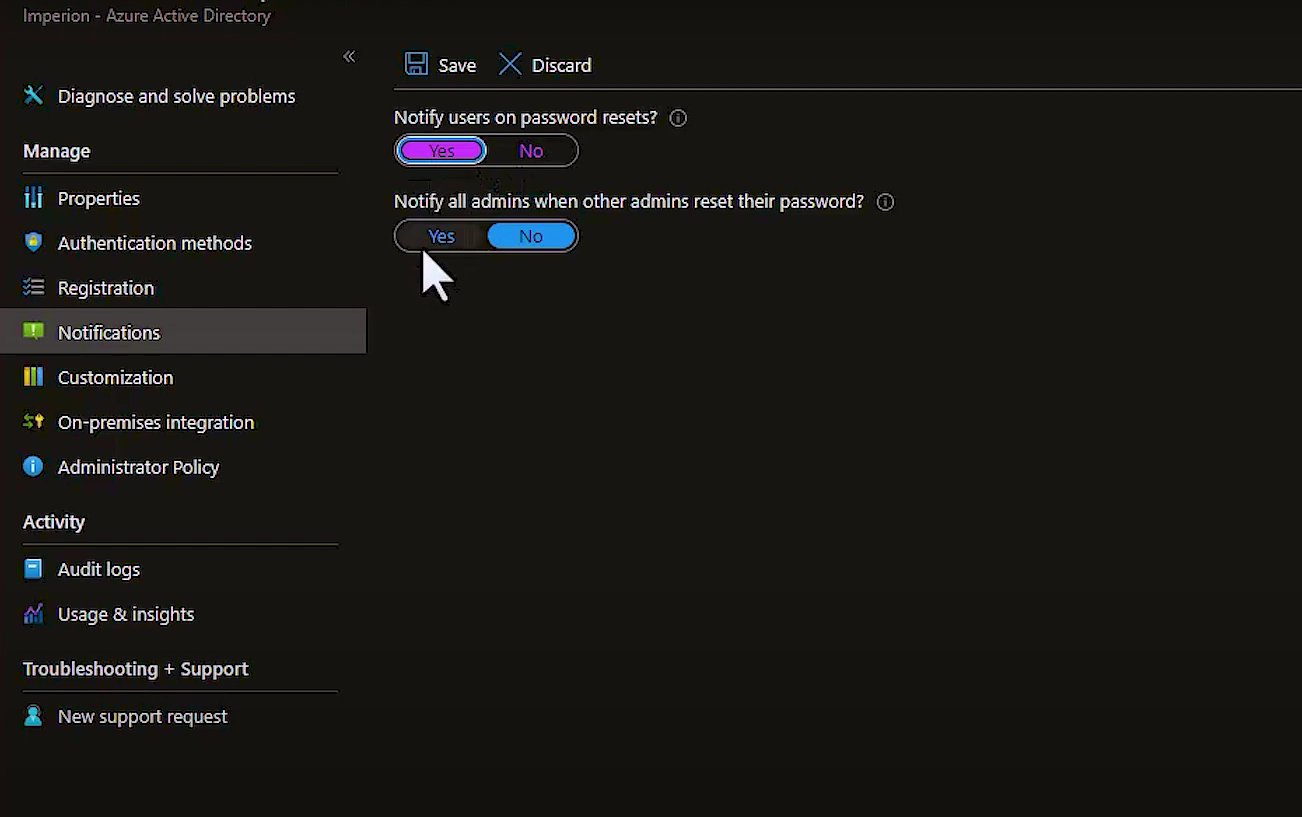 Imperion - Azure Active Directory
Diagnose and solve problems
Manage
Properties
Authentication methods
Registration
Notifications
Customization
On-premises integration
Administrator Policy
Activity
Audit logs
Usage & insights
Troubleshooting + Support
New support request
Save Discard
Notify users on password resets?
Yes No
Notify all admins when other admins reset their password?
Yes No